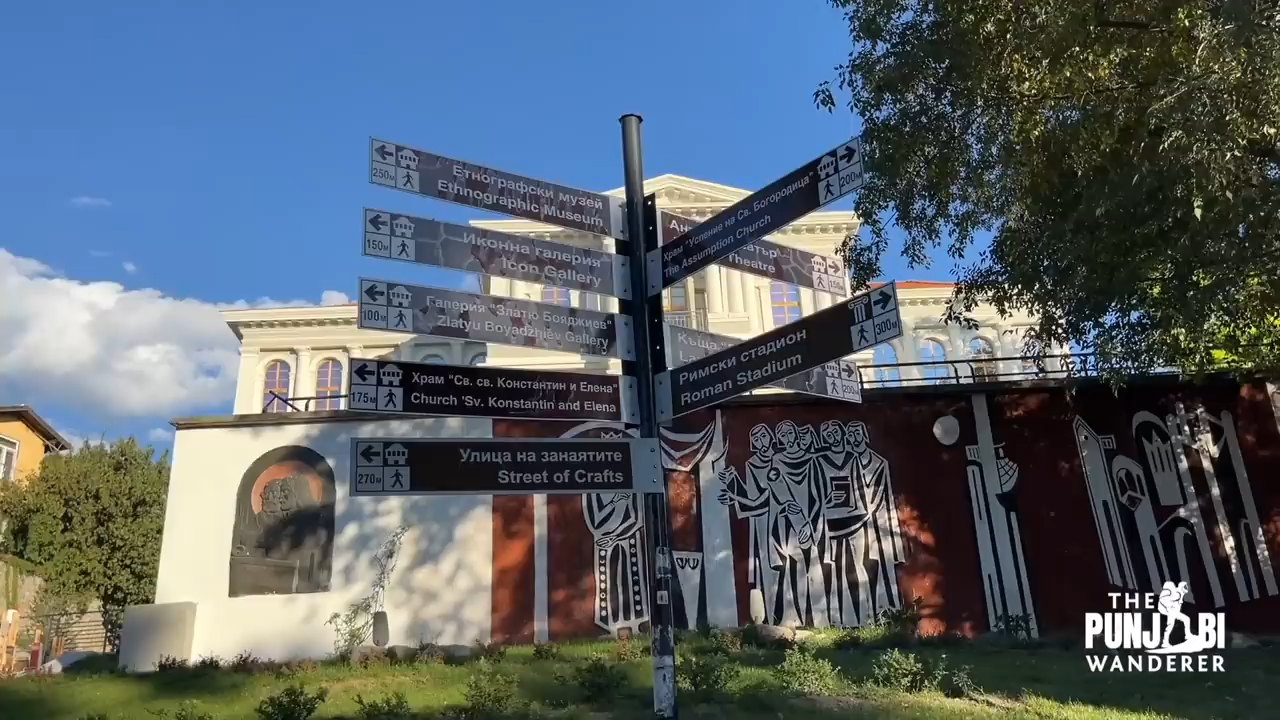 250м
Етнографски музей
Ethnographic Museum
150м
Иконна галерия
Icon Gallery
100м
Галерия "Златю Бояджиев"
Zlatyu Boyadzhiev Gallery
175м
Храм "Св. св. Константин и Елена"
Church 'Sv. Konstantin and Elena
270м
Улица на занаятите
Street of Crafts
Храм "Успение на Св. Богородица"
The Assumption Church
200м
Theatre
150м
Римски стадион
Roman Stadium
300м
Къща
200м
THE
PUNJABI
WANDERER